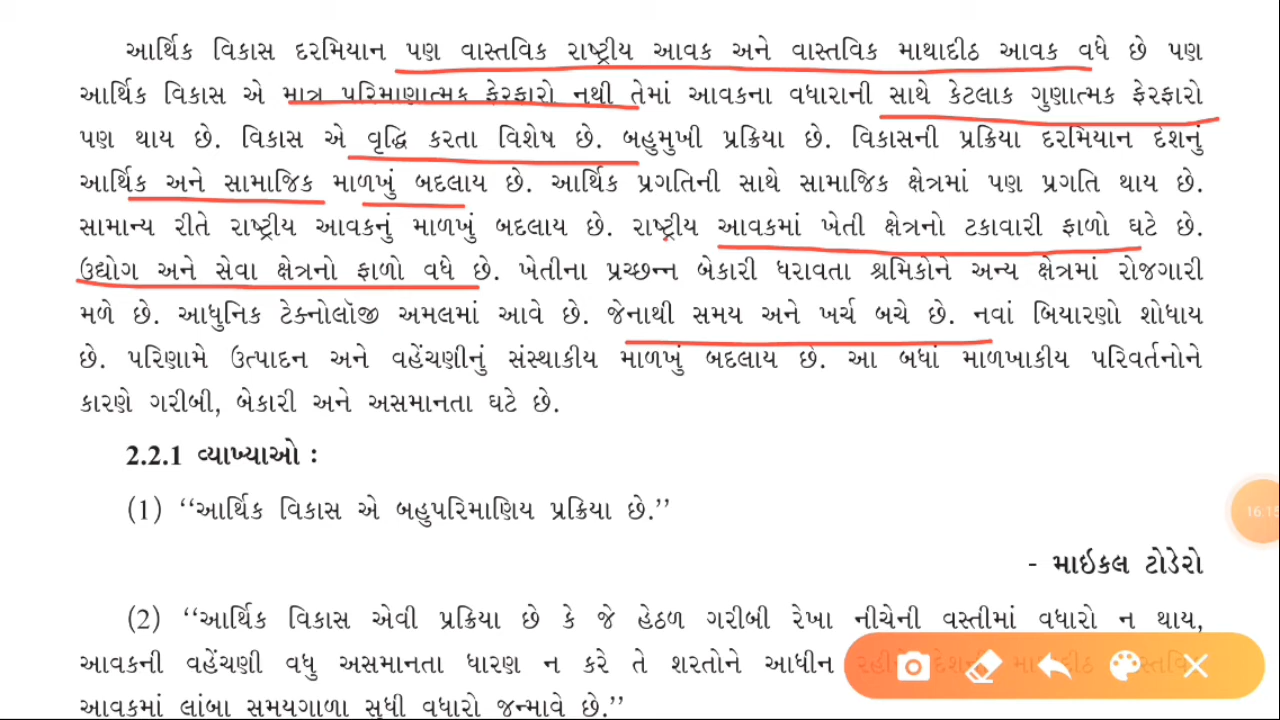 આર્થિક વિકાસ દરમિયાન પણ વાસ્તવિક રાષ્ટ્રીય આવક અને વાસ્તવિક માથાદીઠ આવક વધે છે પણ
આર્થિક વિકાસ એ માત્ર પરિમાણાત્મક ફેરફારો નથી તેમાં આવકના વધારાની સાથે કેટલાક ગુણાત્મક ફેરફારો
પણ થાય છે. વિકાસ એ વૃદ્ધિ કરતા વિશેષ છે. બહુમુખી પ્રક્રિયા છે. વિકાસની પ્રક્રિયા દરમિયાન દેશનું
આર્થિક અને સામાજિક માળખું બદલાય છે. આર્થિક પ્રગતિની સાથે સામાજિક ક્ષેત્રમાં પણ પ્રગતિ થાય છે.
સામાન્ય રીતે રાષ્ટ્રીય આવકનું માળખું બદલાય છે. રાષ્ટ્રીય આવકમાં ખેતી ક્ષેત્રનો ટકાવારી ફાળો ઘટે છે.
ઉદ્યોગ અને સેવા ક્ષેત્રનો ફાળો વધે છે. ખેતીના પ્રચ્છન્ન બેકારી ધરાવતા શ્રમિકોને અન્ય ક્ષેત્રમાં રોજગારી
મળે છે. આધુનિક ટેક્નોલૉજી અમલમાં આવે છે. જેનાથી સમય અને ખર્ચ બચે છે. નવાં બિયારણો શોધાય
છે. પરિણામે ઉત્પાદન અને વહેંચણીનું સંસ્થાકીય માળખું બદલાય છે. આ બધાં માળખાકીય પરિવર્તનોને
કારણે ગરીબી, બેકારી અને અસમાનતા ઘટે છે.
2.2.1 વ્યાખ્યાઓ :
(1) ‘‘આર્થિક વિકાસ એ બહુપરિમાણિય પ્રક્રિયા છે.’’
- માઇકલ ટોડેરો
(2) ‘‘આર્થિક વિકાસ એવી પ્રક્રિયા છે કે જે હેઠળ ગરીબી રેખા નીચેની વસ્તીમાં વધારો ન થાય,
આવકની વહેંચણી વધુ અસમાનતા ધારણ ન કરે તે શરતોને આધીન રહીને દેશની
આવકમાં લાંબા સમયગાળા સુધી વધારો જન્માવે છે.’’